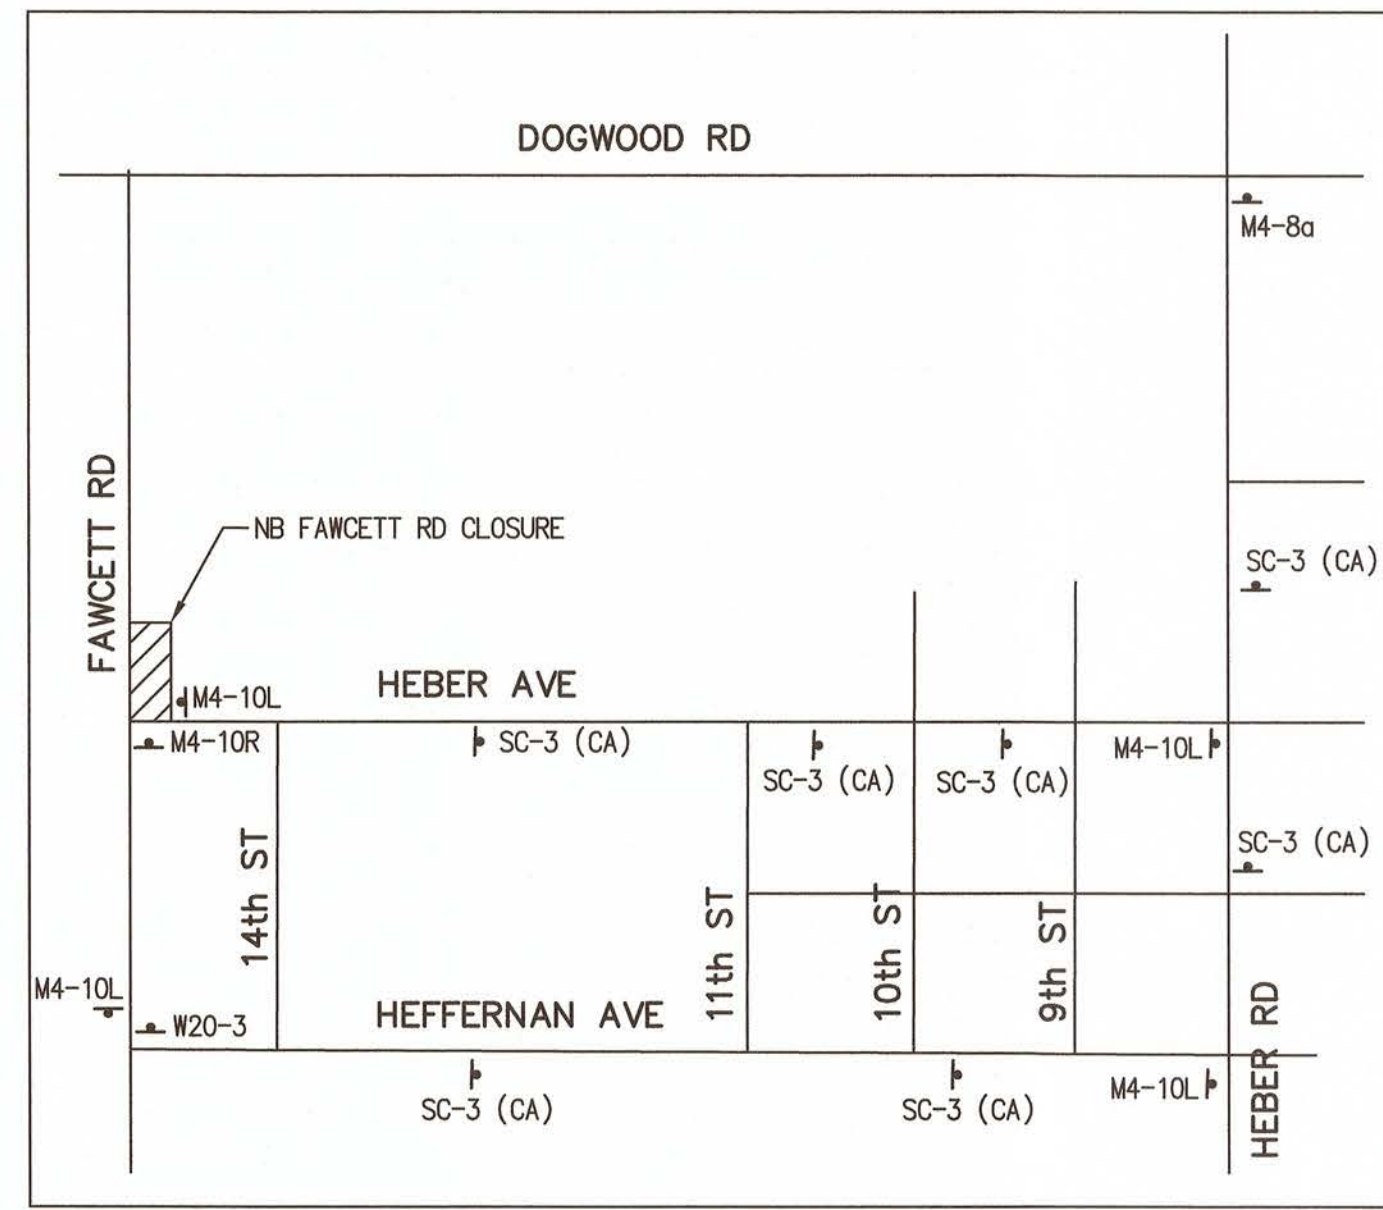 DOGWOOD RD
M4-8a
FAWCETT RD
NB FAWCETT RD CLOSURE
SC-3 (CA)
HEBER AVE
M4-10L
M4-10R
SC-3 (CA)
SC-3 (CA)
SC-3 (CA)
M4-10L
SC-3 (CA)
14th ST
11th ST
10th ST
9th ST
M4-10L
W20-3
HEFFERNAN AVE
HEBER RD
SC-3 (CA)
SC-3 (CA)
M4-10L